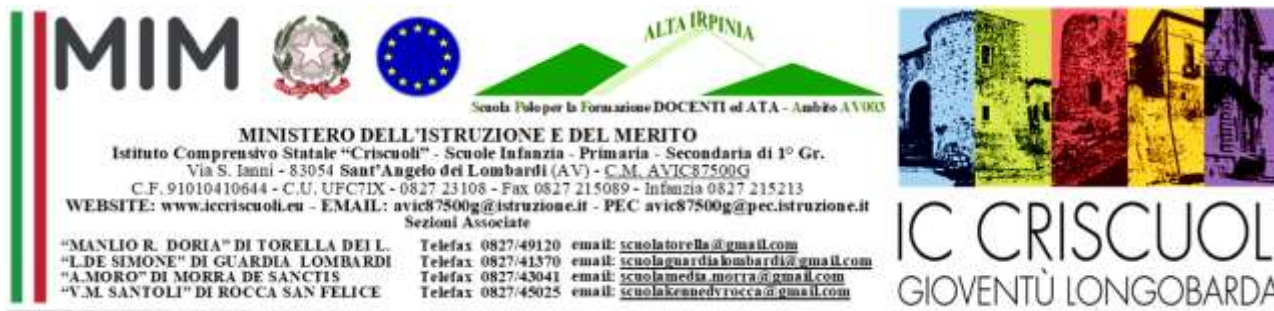 MIM
ALTA IRPINIA
Scuola Polo per la Formazione DOCENTI ed ATA - Ambito AV003
MINISTERO DELL'ISTRUZIONE E DEL MERITO
Istituto Comprensivo Statale “Criscuoli” - Scuole Infanzia - Primaria - Secondaria di 1° Gr.
Via S. Ianni - 83054 Sant'Angelo dei Lombardi (AV) - C.M. AVIC87500G
C.F. 91010410644 - C.U. UFC7IX - 0827 23108 - Fax 0827 215089 - Infanzia 0827 215213
WEBSITE: www.iccriscuoli.eu - EMAIL: avic87500g@istruzione.it - PEC avic87500g@pec.istruzione.it
Sezioni Associate
“MANLIO R. DORIA” DI TORELLA DEI L. Telefax 0827/49120 email: scuolatorella@gmail.com
“L.DE SIMONE” DI GUARDIA LOMBARDI Telefax 0827/41370 email: scuolaguardialombardi@gmail.com
“A.MORO” DI MORRA DE SANCTIS Telefax 0827/43041 email: scuolamedia.morra@gmail.com
“V.M. SANTOLI” DI ROCCA SAN FELICE Telefax 0827/45025 email: scuolakennedyrocca@gmail.com
IC CRISCUOL
GIOVENTÙ LONGOBARDA